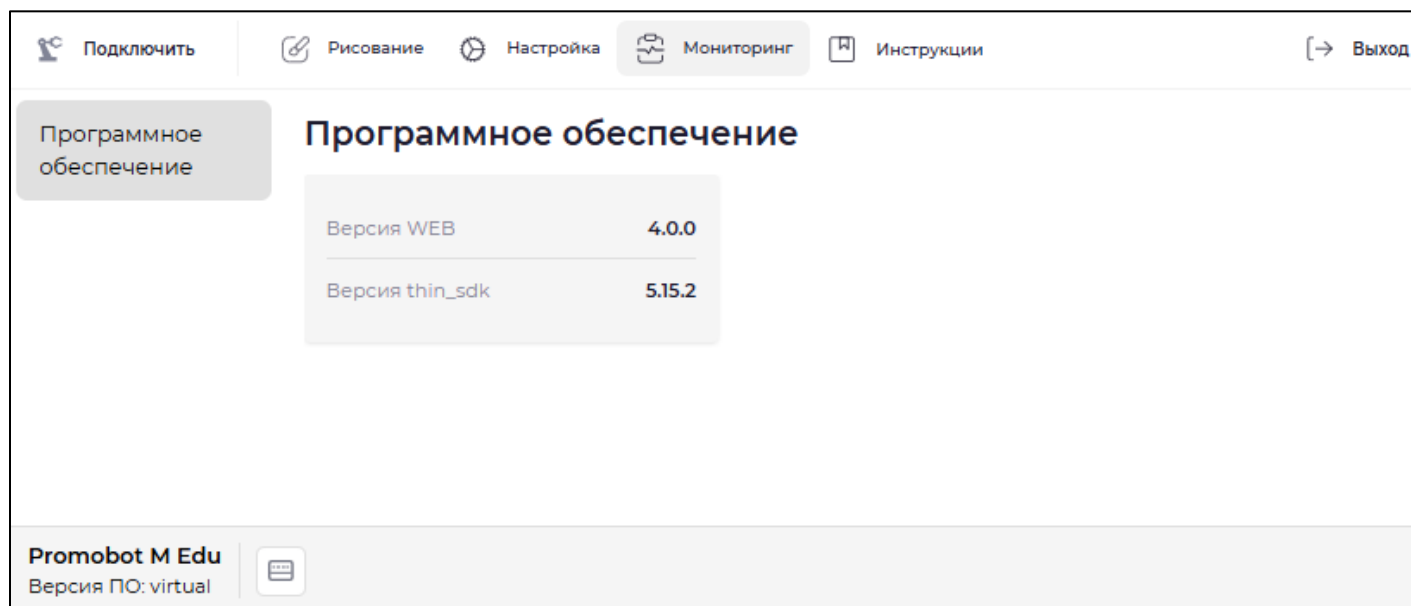 Подключить
Рисование
Настройка
Мониторинг
Инструкции
Выход
Программное
обеспечение
Программное обеспечение
Версия WEB 4.0.0
Версия thin_sdk 5.15.2
Promobot M Edu
Версия ПО: virtual